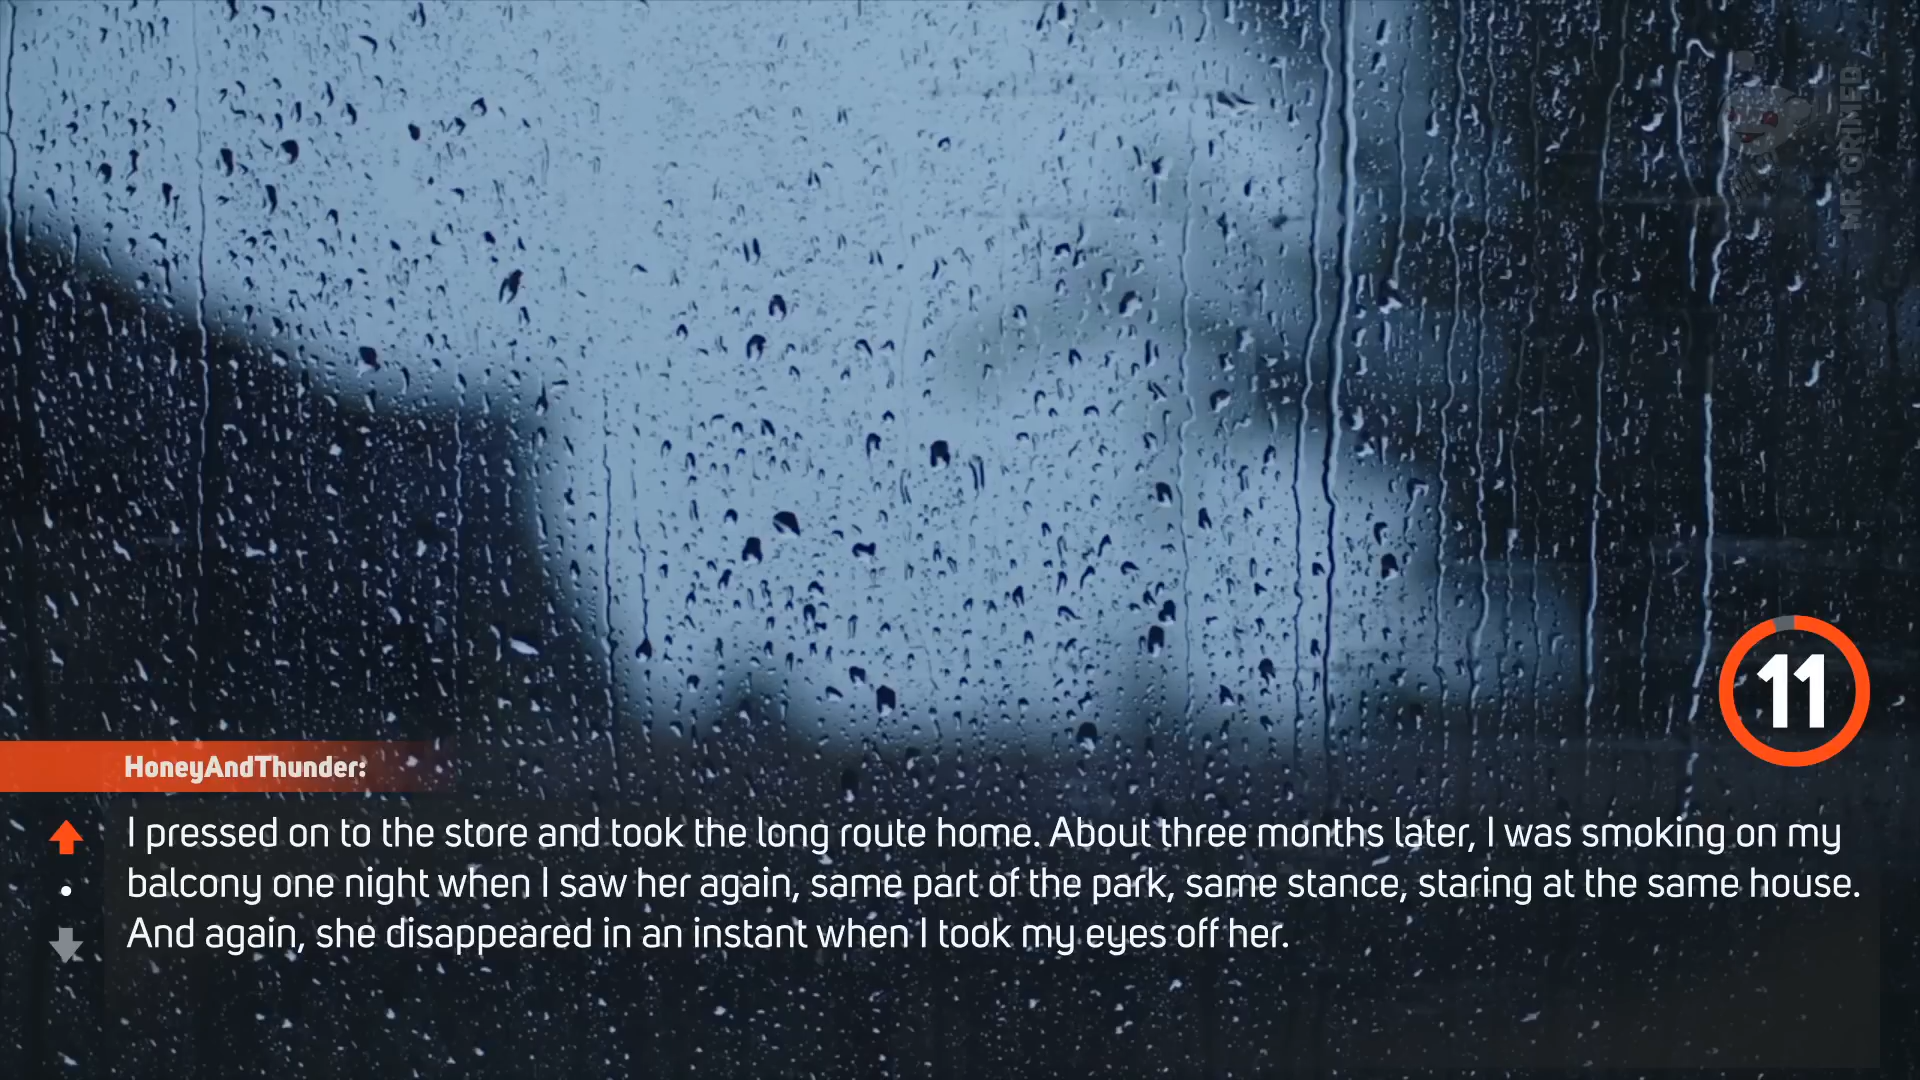 MR. GRIMED
11
HoneyAndThunder:
I pressed on to the store and took the long route home. About three months later, I was smoking on my
balcony one night when I saw her again, same part of the park, same stance, staring at the same house.
And again, she disappeared in an instant when I took my eyes off her.